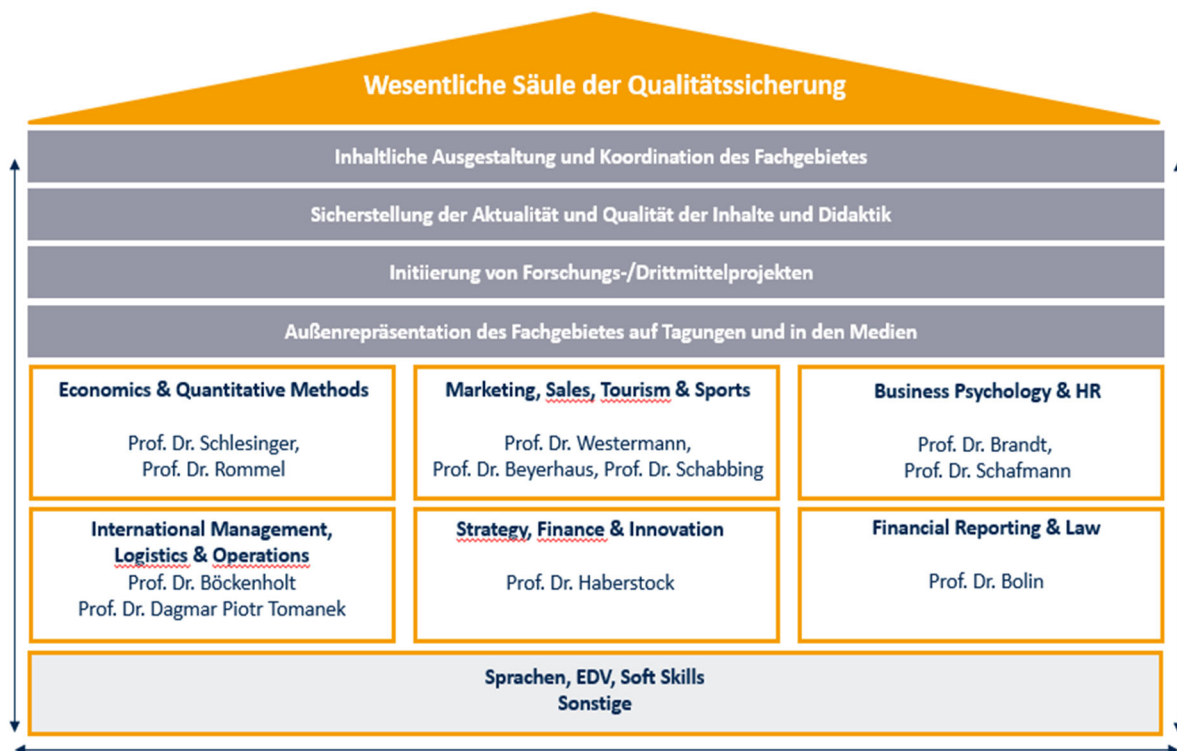 Wesentliche Säule der Qualitätssicherung
Inhaltliche Ausgestaltung und Koordination des Fachgebietes
Sicherstellung der Aktualität und Qualität der Inhalte und Didaktik
Initiierung von Forschungs-/Drittmittelprojekten
Außenrepräsentation des Fachgebietes auf Tagungen und in den Medien
Economics & Quantitative Methods
Prof. Dr. Schlesinger,
Prof. Dr. Rommel
Marketing, Sales, Tourism & Sports
Prof. Dr. Westermann,
Prof. Dr. Beyerhaus, Prof. Dr. Schabbing
Business Psychology & HR
Prof. Dr. Brandt,
Prof. Dr. Schafmann
International Management,
Logistics & Operations
Prof. Dr. Böckenholt
Prof. Dr. Dagmar Piotr Tomanek
Strategy, Finance & Innovation
Prof. Dr. Haberstock
Financial Reporting & Law
Prof. Dr. Bolin
Sprachen, EDV, Soft Skills
Sonstige